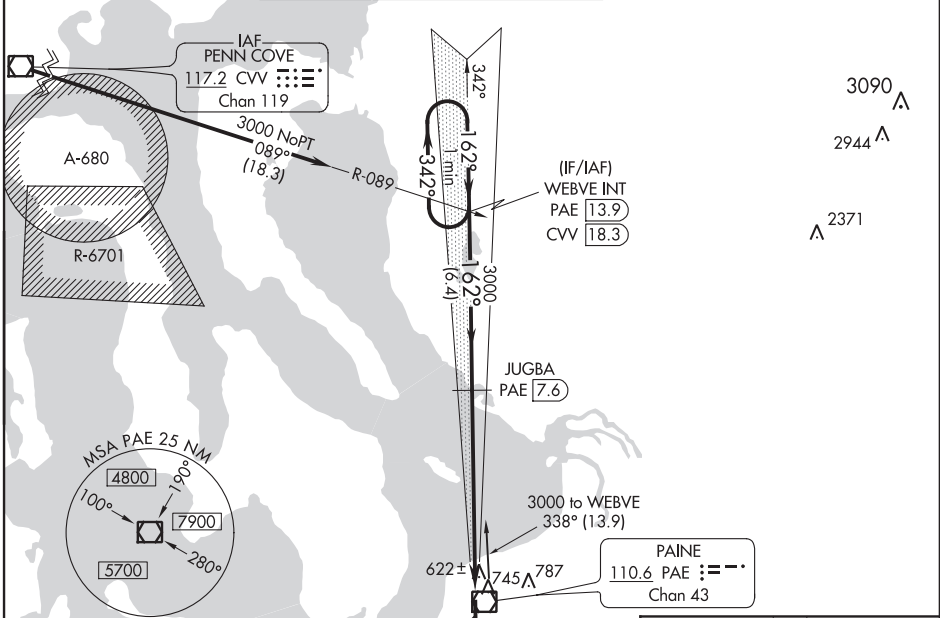 IAF
PENN COVE
117.2 CVV
Chan 119
3000 NoPT
089°
(18.3)
R-089
A-680
R-6701
342°
162°
1 min
342°
(IF/IAF)
WEBVE INT
PAE 13.9
CVV 18.3
3090
2944
2371
3000
162°
(6.4)
JUGBA
PAE 7.6
MSA PAE 25 NM
4800
190°
100°
7900
280°
5700
3000 to WEBVE
338° (13.9)
622±
745
787
PAINE
110.6 PAE
Chan 43